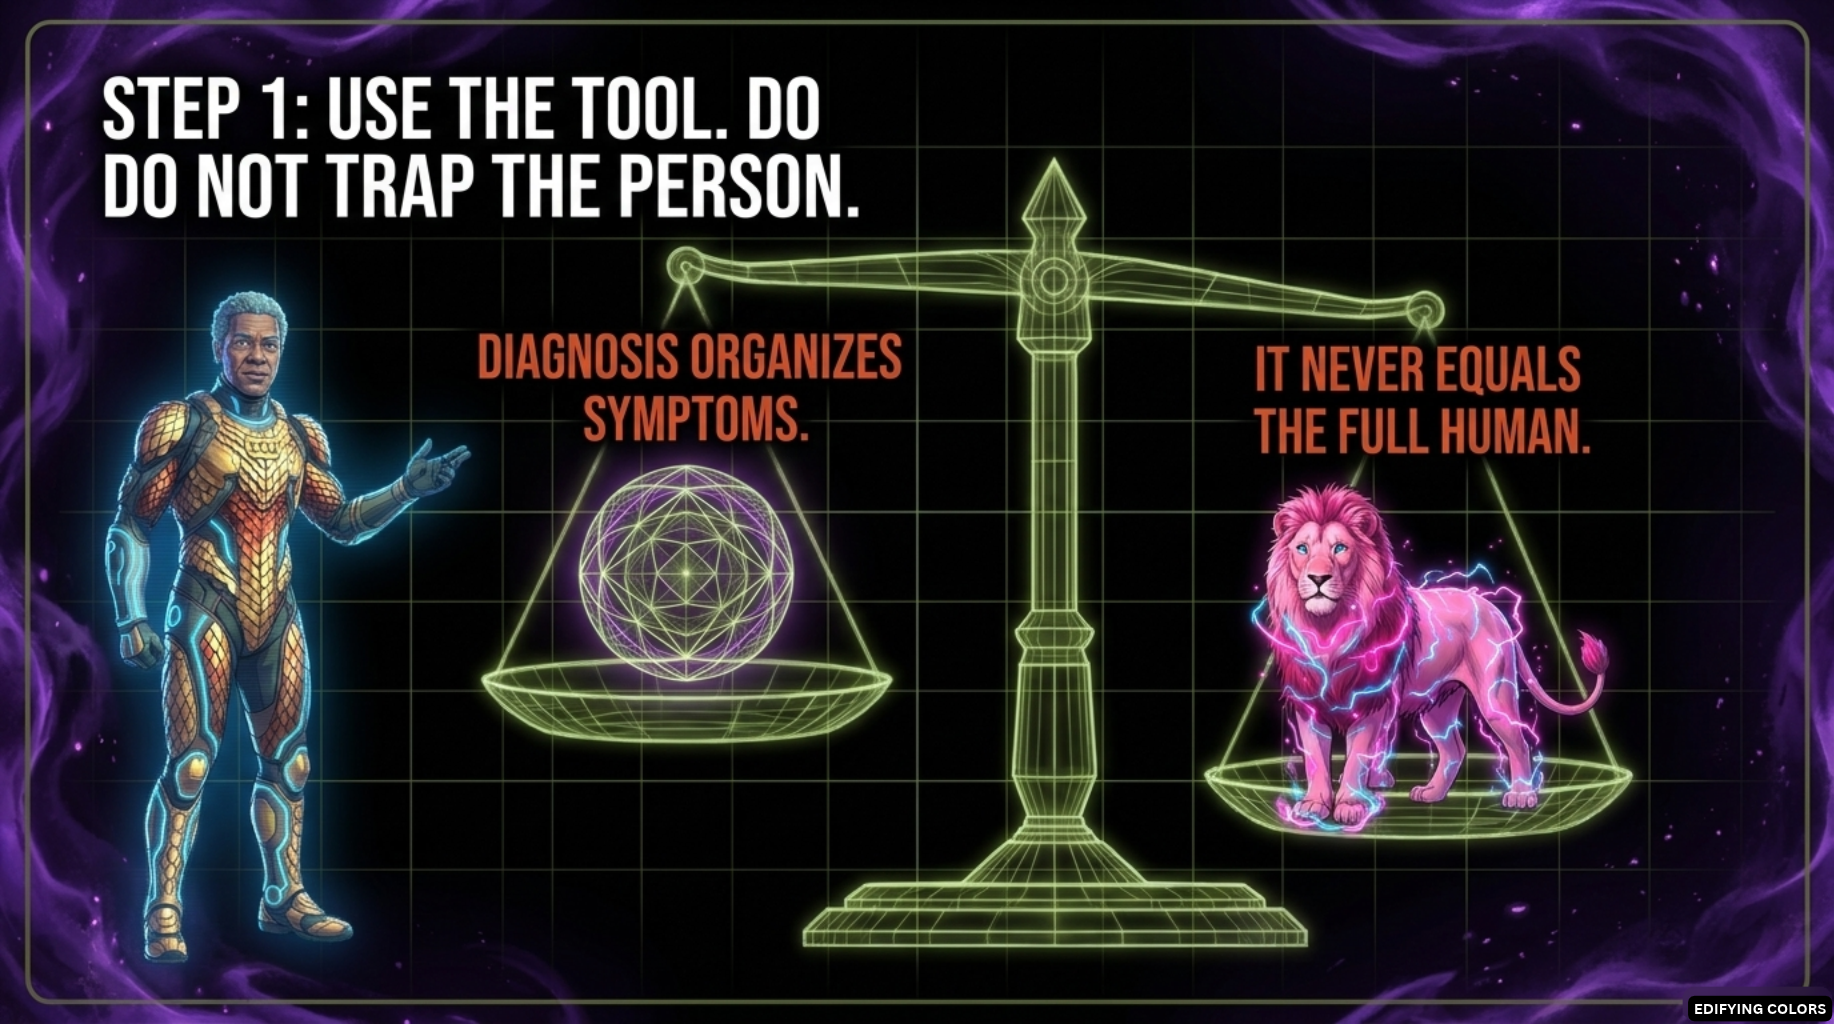 STEP 1: USE THE TOOL. DO
DO NOT TRAP THE PERSON.
DIAGNOSIS ORGANIZES
SYMPTOMS.
IT NEVER EQUALS
THE FULL HUMAN.
EDIFYING COLORS